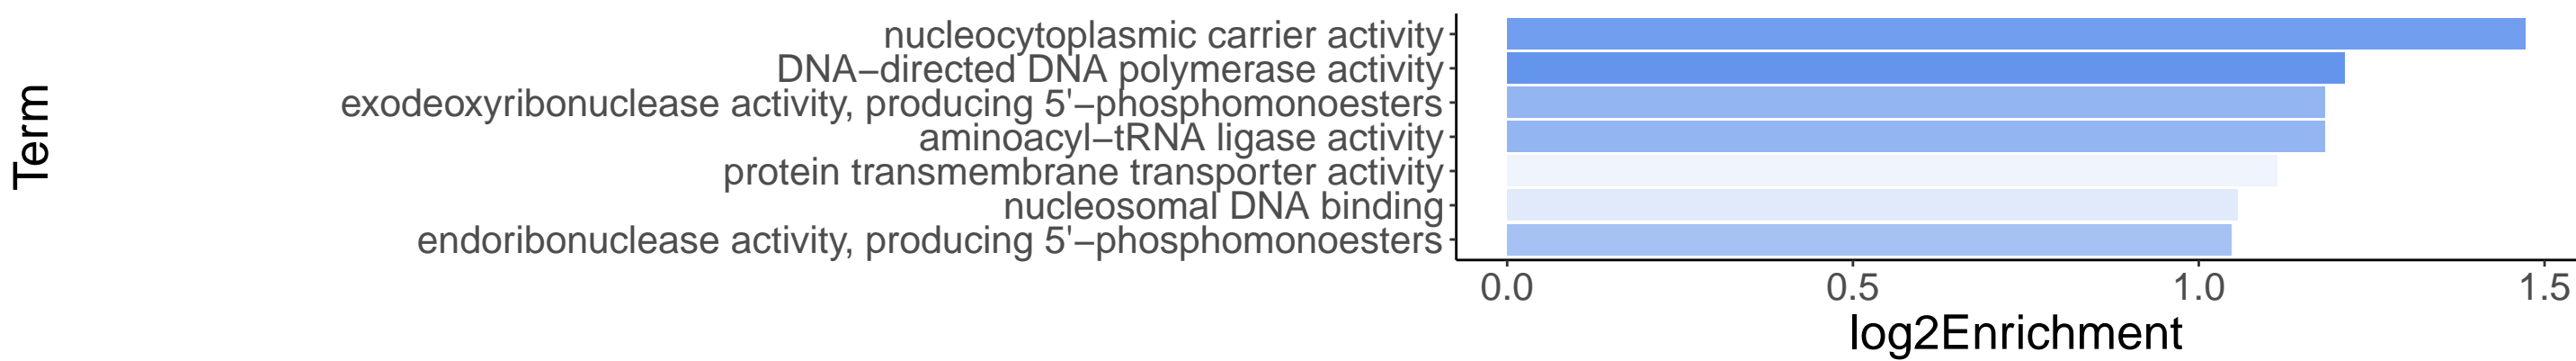 Term
nucleocytoplasmic carrier activity
DNA−directed DNA polymerase activity
exodeoxyribonuclease activity, producing 5'−phosphomonoesters
aminoacyl−tRNA ligase activity
protein transmembrane transporter activity
nucleosomal DNA binding
endoribonuclease activity, producing 5'−phosphomonoesters
0.0 0.5 1.0 1.5
log2Enrichment